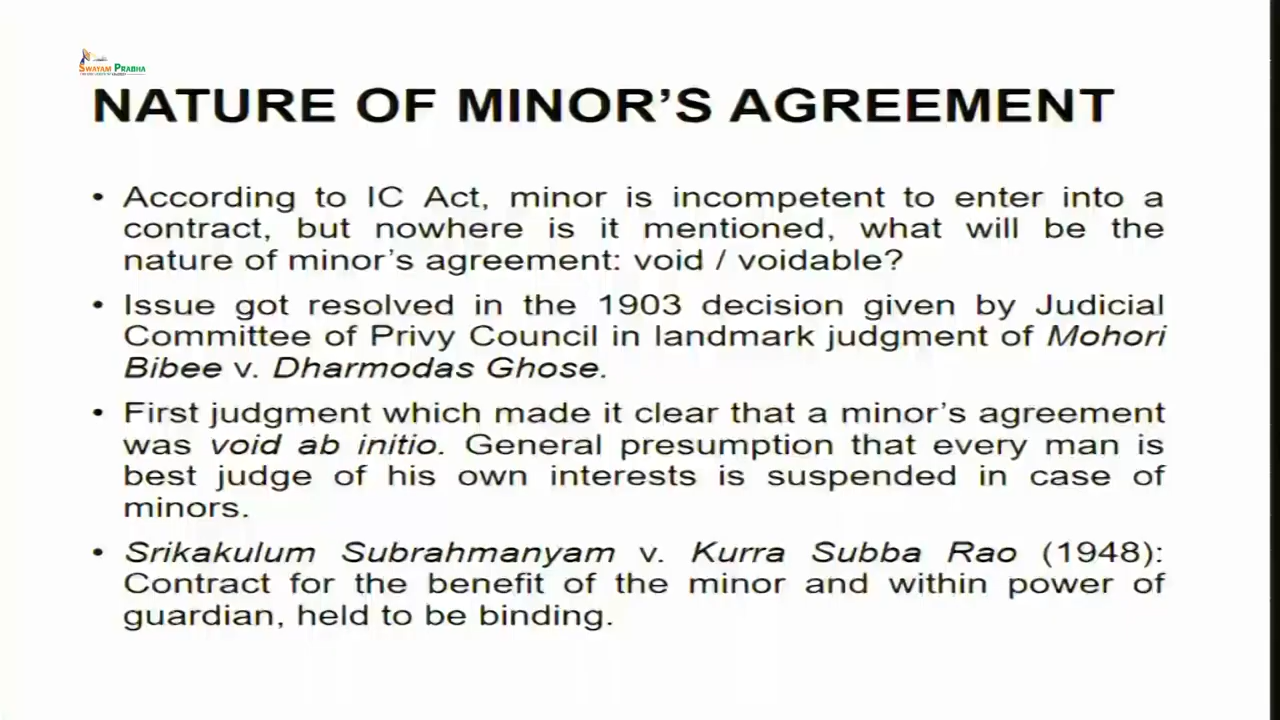 SWAYAM PRABHA
NATURE OF MINOR’S AGREEMENT
• According to IC Act, minor is incompetent to enter into a
contract, but nowhere is it mentioned, what will be the
nature of minor’s agreement: void / voidable?
• Issue got resolved in the 1903 decision given by Judicial
Committee of Privy Council in landmark judgment of Mohori
Bibee v. Dharmodas Ghose.
• First judgment which made it clear that a minor’s agreement
was void ab initio. General presumption that every man is
best judge of his own interests is suspended in case of
minors.
• Srikakulum Subrahmanyam v. Kurra Subba Rao (1948):
Contract for the benefit of the minor and within power of
guardian, held to be binding.